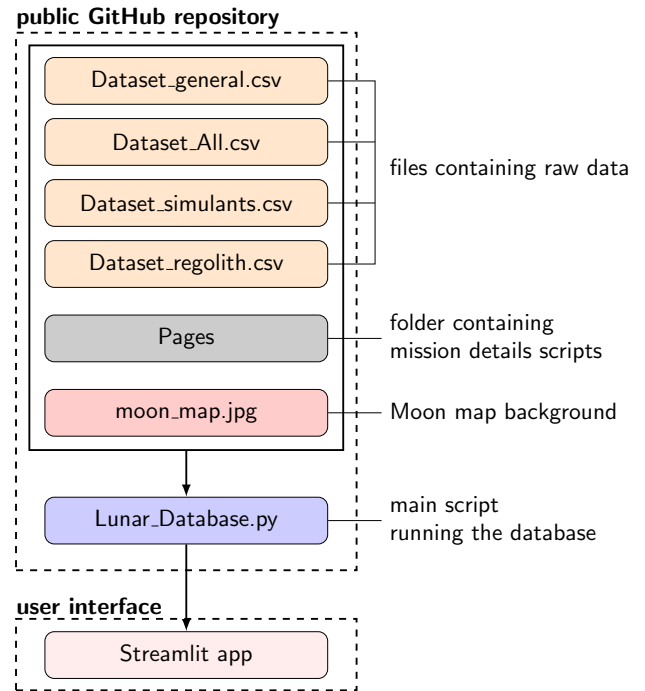 public GitHub repository
Dataset_general.csv
Dataset_All.csv
files containing raw data
Dataset_simulants.csv
Dataset_regolith.csv
Pages
folder containing
mission details scripts
moon_map.jpg
Moon map background
Lunar_Database.py
main script
running the database
user interface
Streamlit app